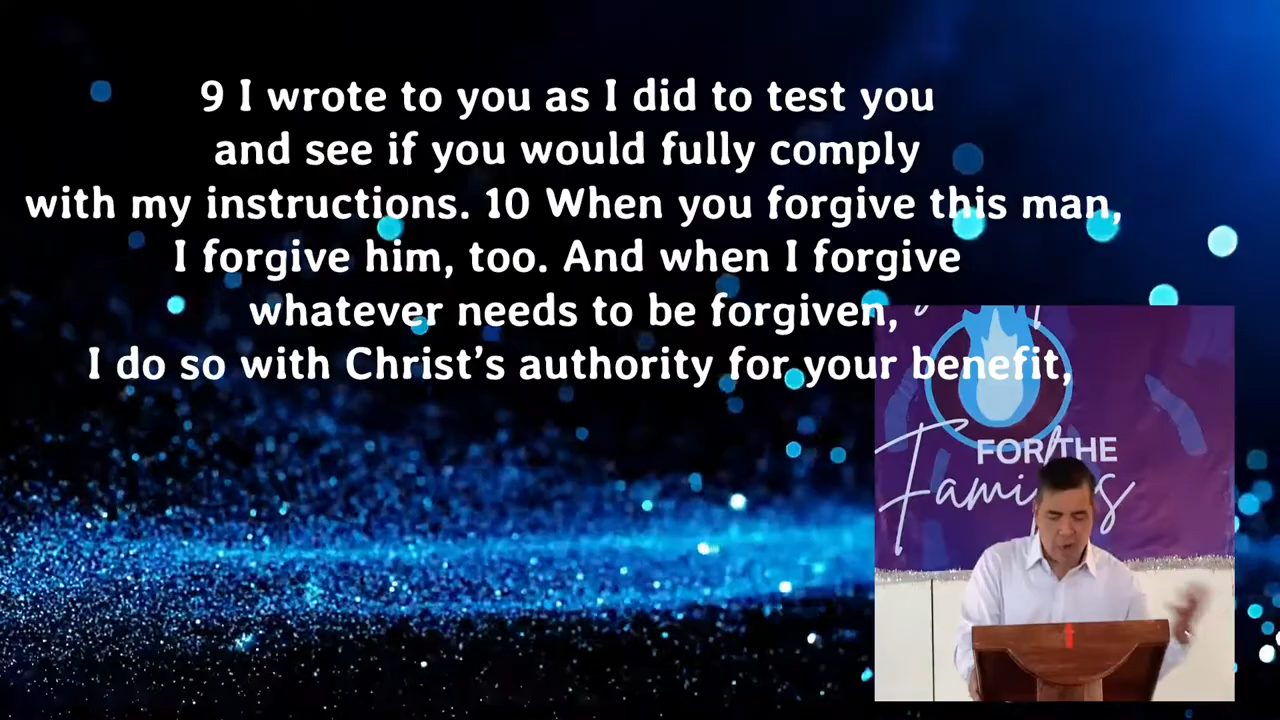 9 I wrote to you as I did to test you
and see if you would fully comply
with my instructions. 10 When you forgive this man,
I forgive him, too. And when I forgive
whatever needs to be forgiven,
I do so with Christ’s authority for your benefit,
FOR THE